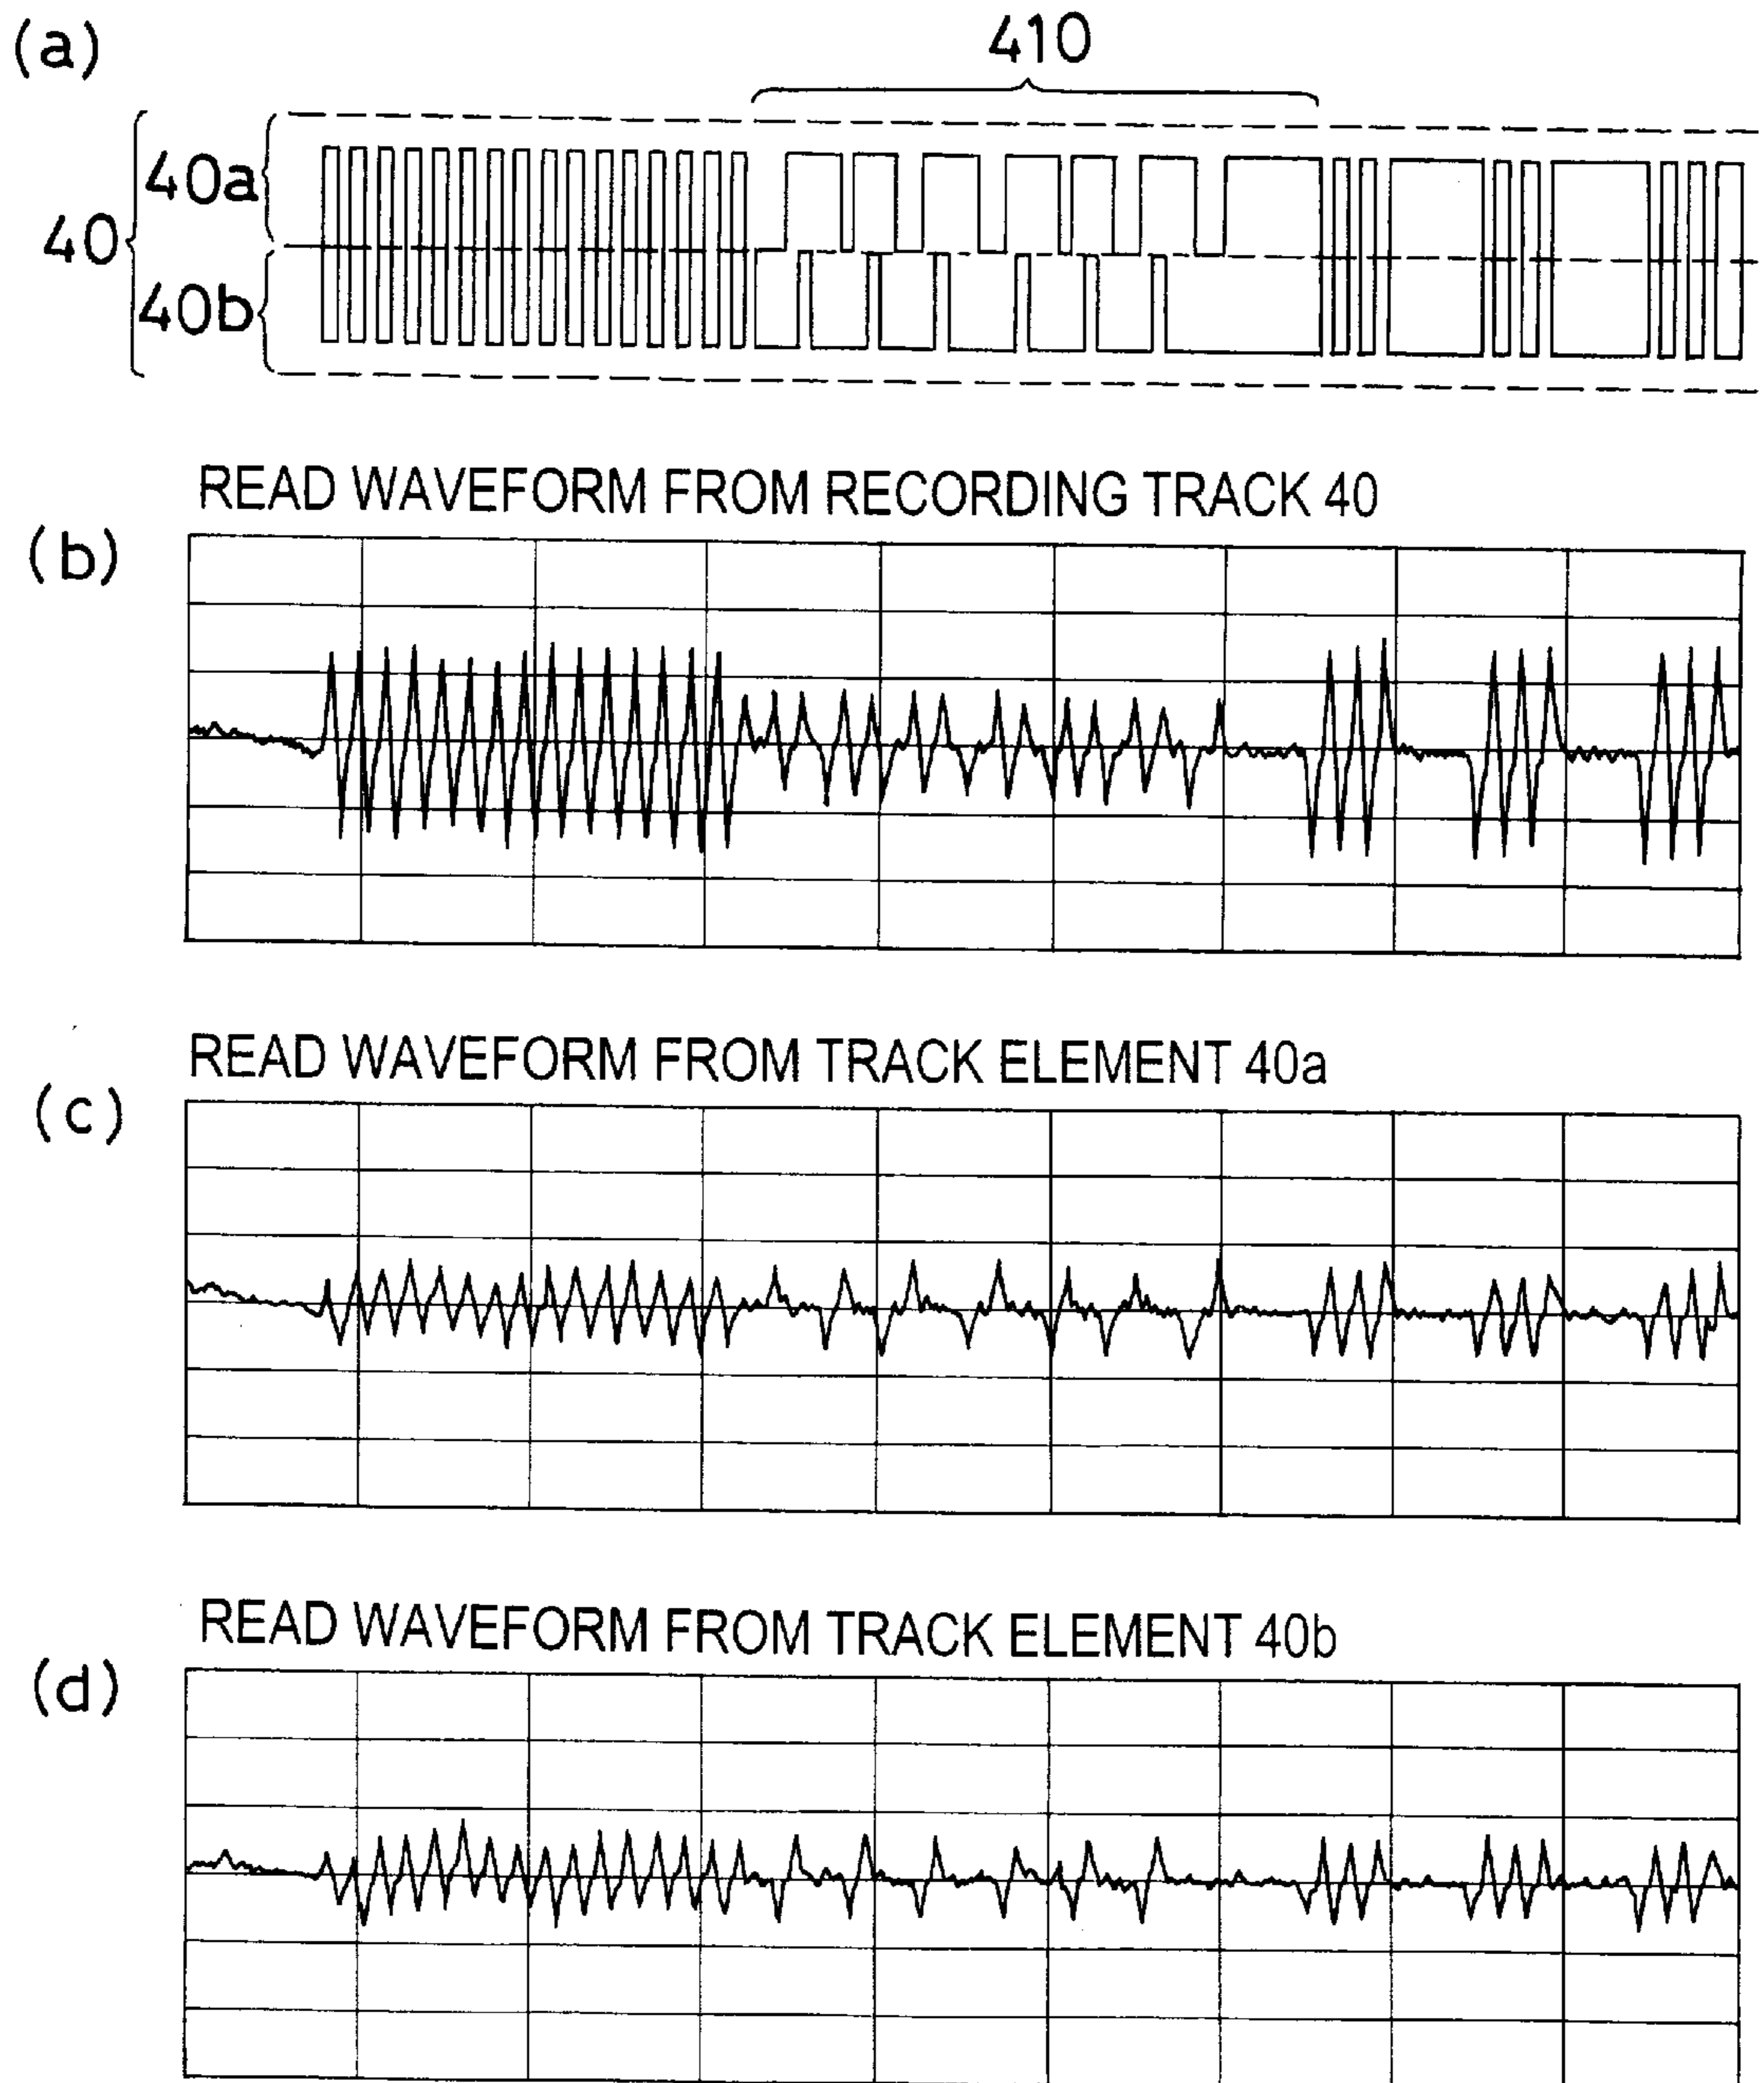 (a)
410
40a
40
40b
READ WAVEFORM FROM RECORDING TRACK 40
(b)
READ WAVEFORM FROM TRACK ELEMENT 40a
(c)
READ WAVEFORM FROM TRACK ELEMENT 40b
(d)